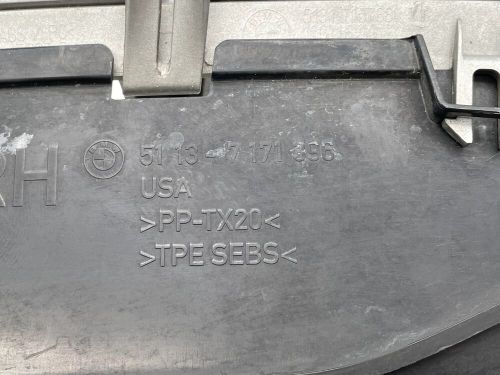 RH 51 13 - 7 171 396
USA
>PP-TX20<
>TPE SEBS<